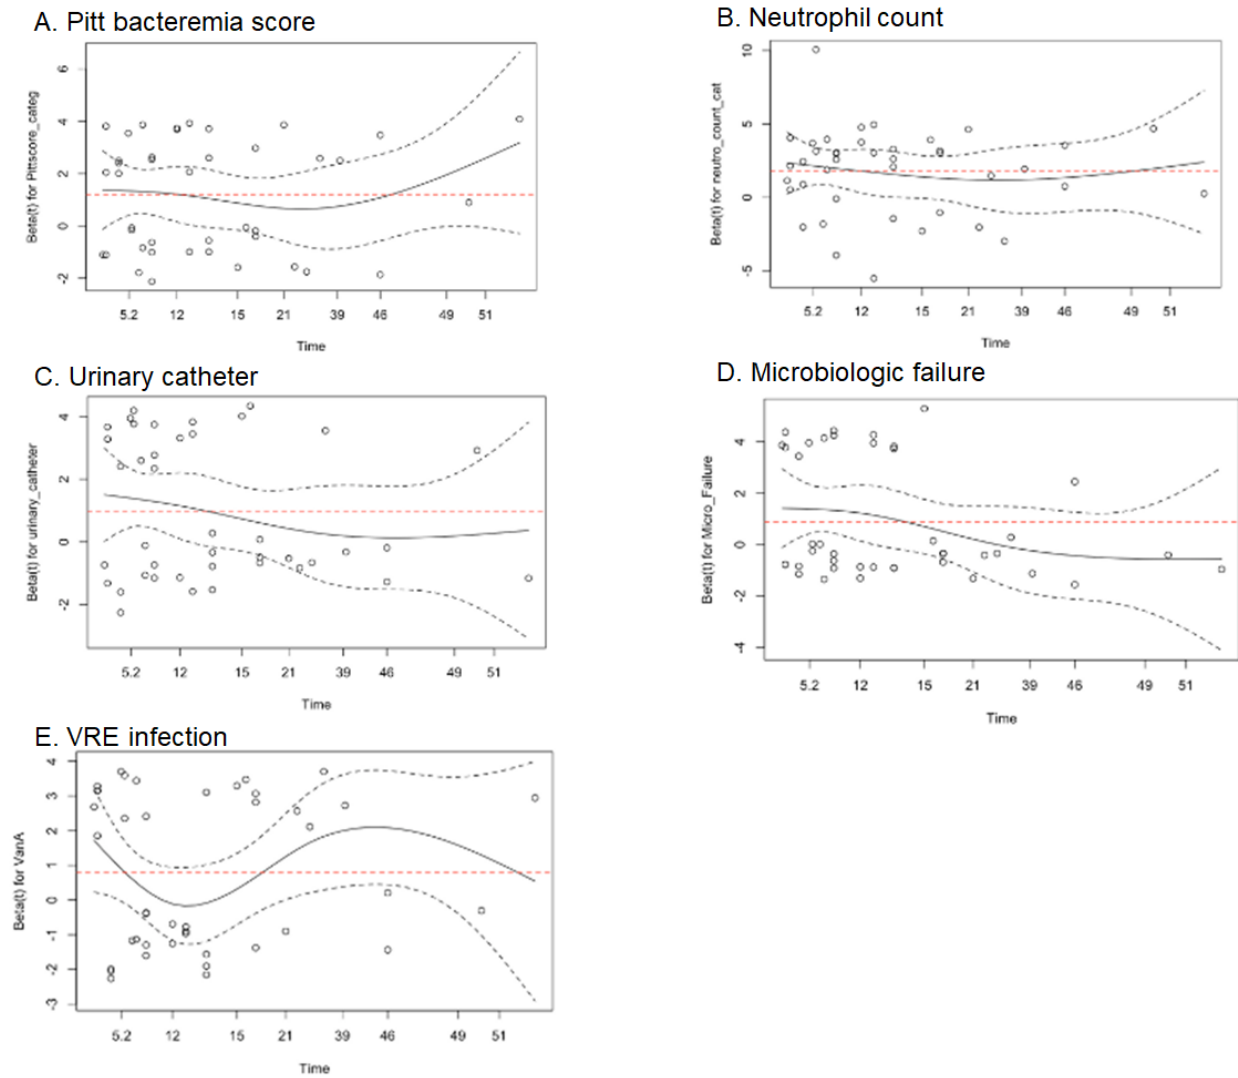 A. Pitt bacteremia score
Beta(t) for Pittscore_categ
6
4
2
0
-2
5.2 12 15 21 39 46 49 51
Time
B. Neutrophil count
Beta(t) for neutro_count_cat
10
5
0
-5
5.2 12 15 21 39 46 49 51
Time
C. Urinary catheter
Beta(t) for urinary_catheter
4
2
0
-2
5.2 12 15 21 39 46 49 51
Time
D. Microbiologic failure
Beta(t) for Micro_Failure
4
2
0
-2
-4
5.2 12 15 21 39 46 49 51
Time
E. VRE infection
Beta(t) for VanA
4
3
2
1
0
-1
-2
-3
5.2 12 15 21 39 46 49 51
Time